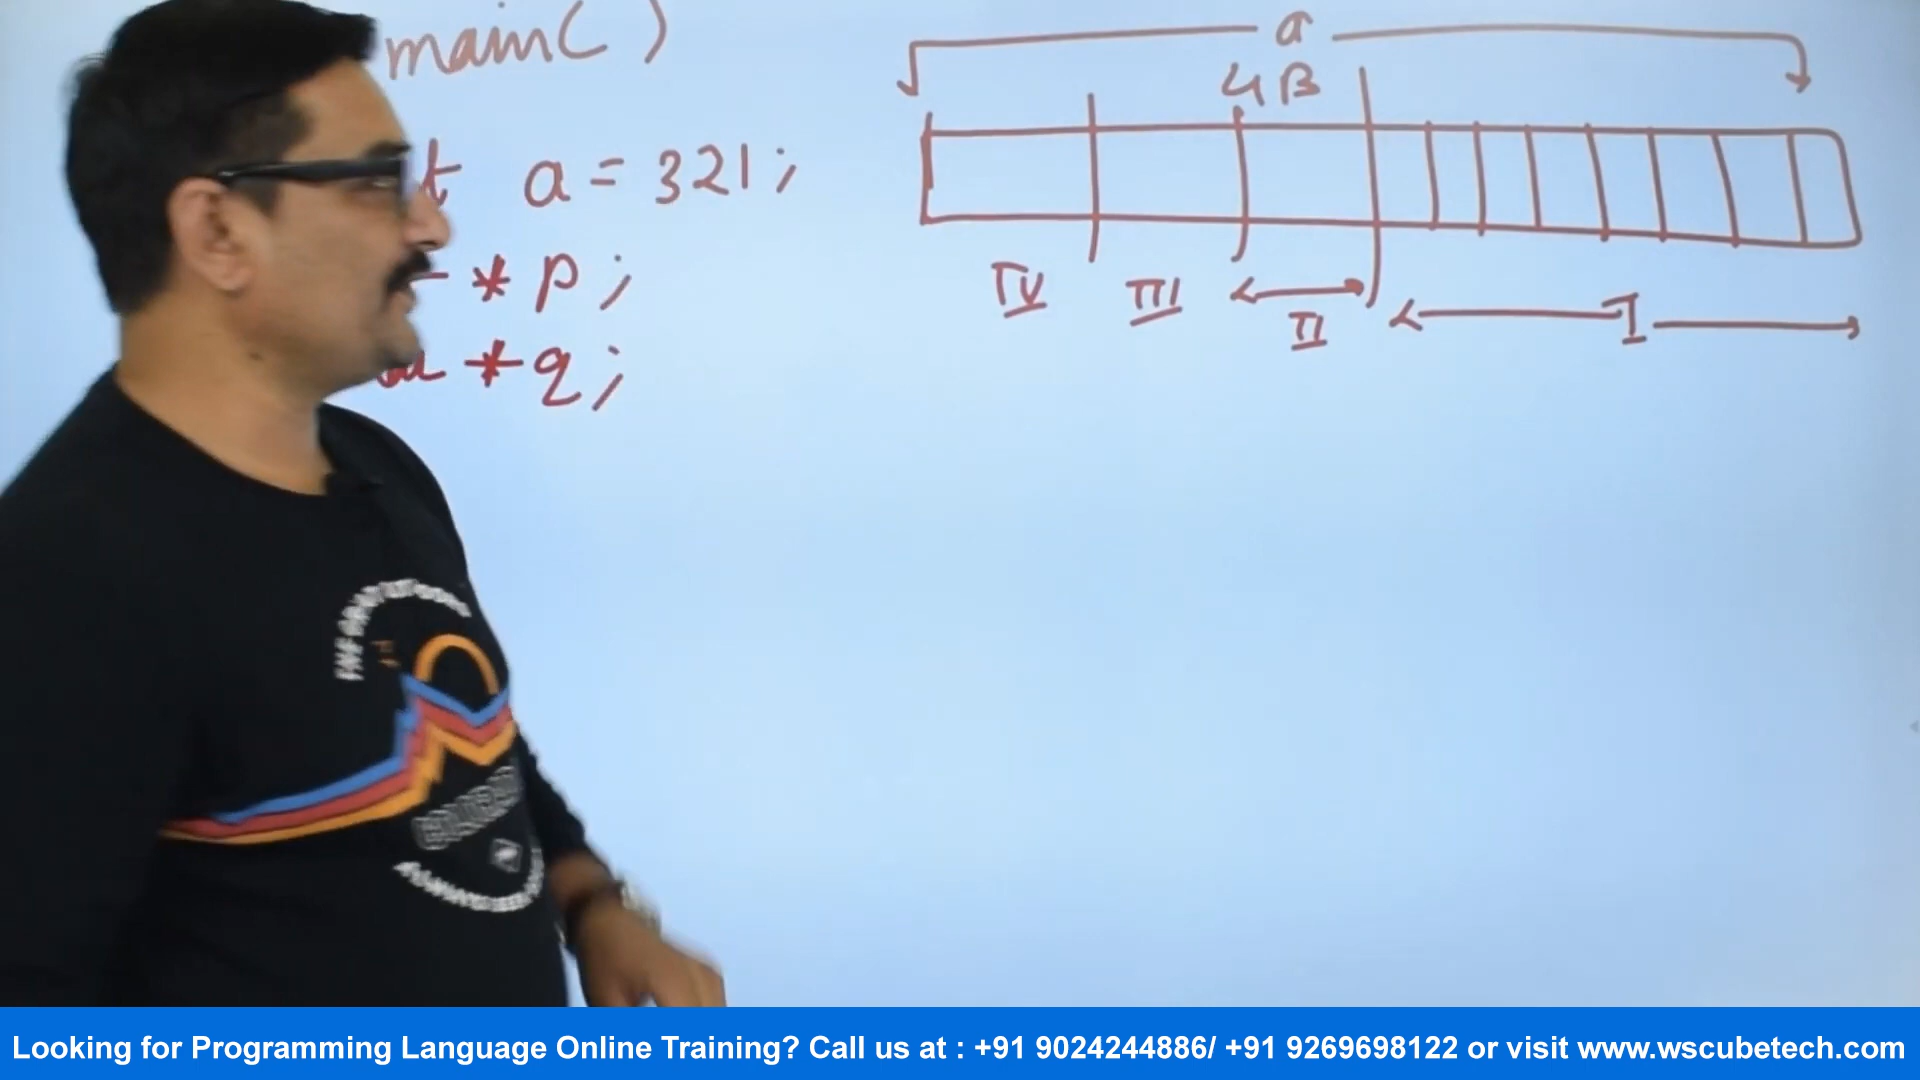 main( )
a
4B
t a = 321;
* p;
* q;
IV III II I
Looking for Programming Language Online Training? Call us at : +91 9024244886/ +91 9269698122 or visit www.wscubetech.com